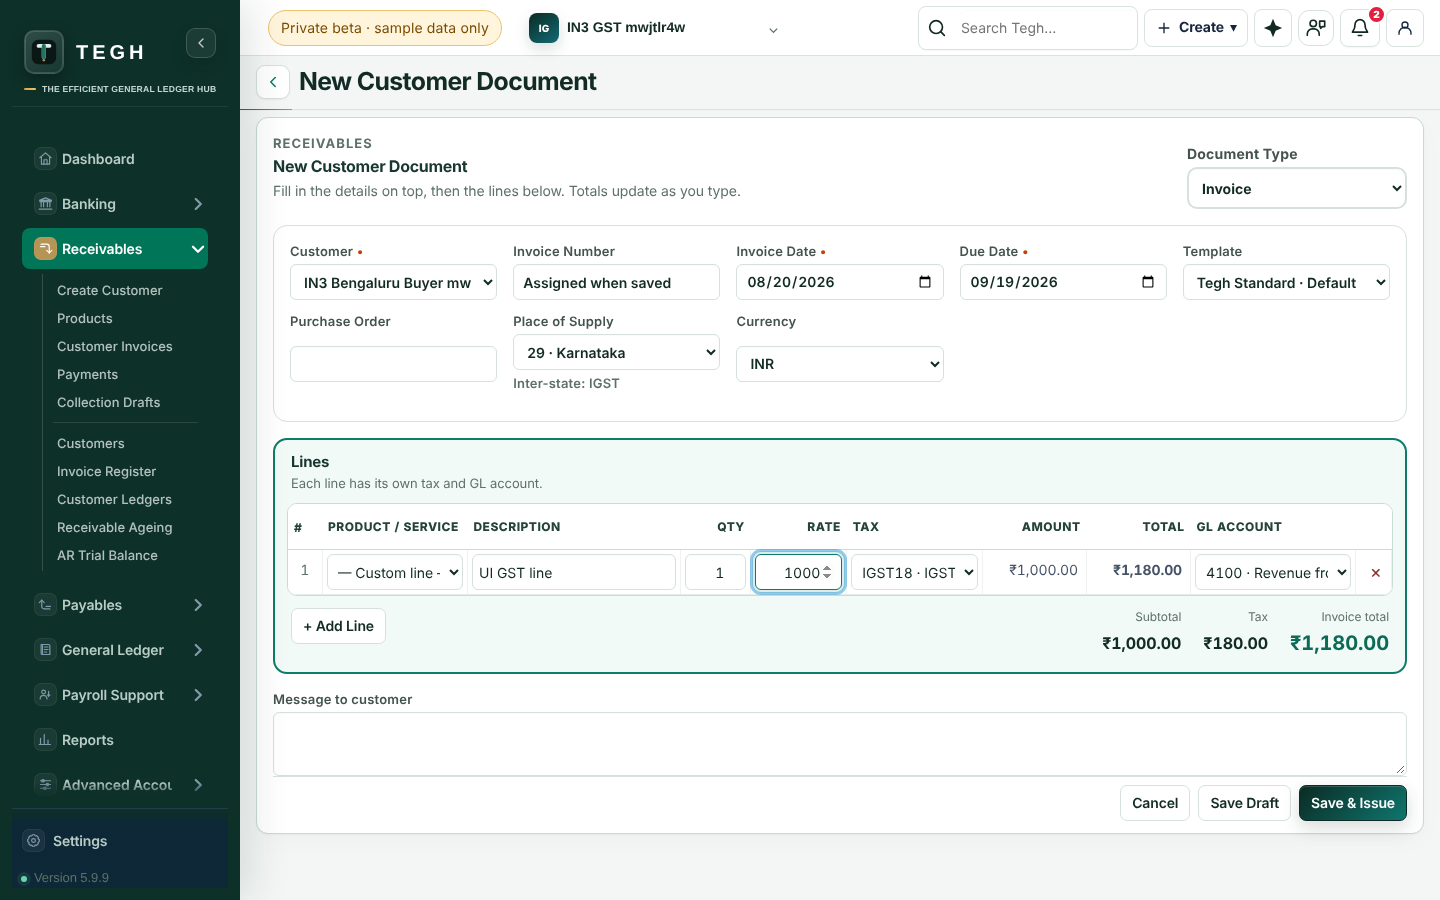 TEGH
THE EFFICIENT GENERAL LEDGER HUB
Dashboard
Banking
Receivables
Create Customer
Products
Customer Invoices
Payments
Collection Drafts
Customers
Invoice Register
Customer Ledgers
Receivable Ageing
AR Trial Balance
Payables
General Ledger
Payroll Support
Reports
Advanced Accou
Settings
Version 5.9.9
Private beta · sample data only
IG
IN3 GST mwjtlr4w
Search Tegh...
+ Create ▾
2
New Customer Document
RECEIVABLES
New Customer Document
Fill in the details on top, then the lines below. Totals update as you type.
Document Type
Invoice
Customer •
Invoice Number
Invoice Date •
Due Date •
Template
IN3 Bengaluru Buyer mw
Assigned when saved
08/20/2026
09/19/2026
Tegh Standard · Default
Purchase Order
Place of Supply
Currency
29 · Karnataka
INR
Inter-state: IGST
Lines
Each line has its own tax and GL account.
# PRODUCT / SERVICE DESCRIPTION QTY RATE TAX AMOUNT TOTAL GL ACCOUNT
1 — Custom line - UI GST line 1 1000 IGST18 · IGST ₹1,000.00 ₹1,180.00 4100 · Revenue fro ×
+ Add Line
Subtotal Tax Invoice total
₹1,000.00 ₹180.00 ₹1,180.00
Message to customer
Cancel
Save Draft
Save & Issue